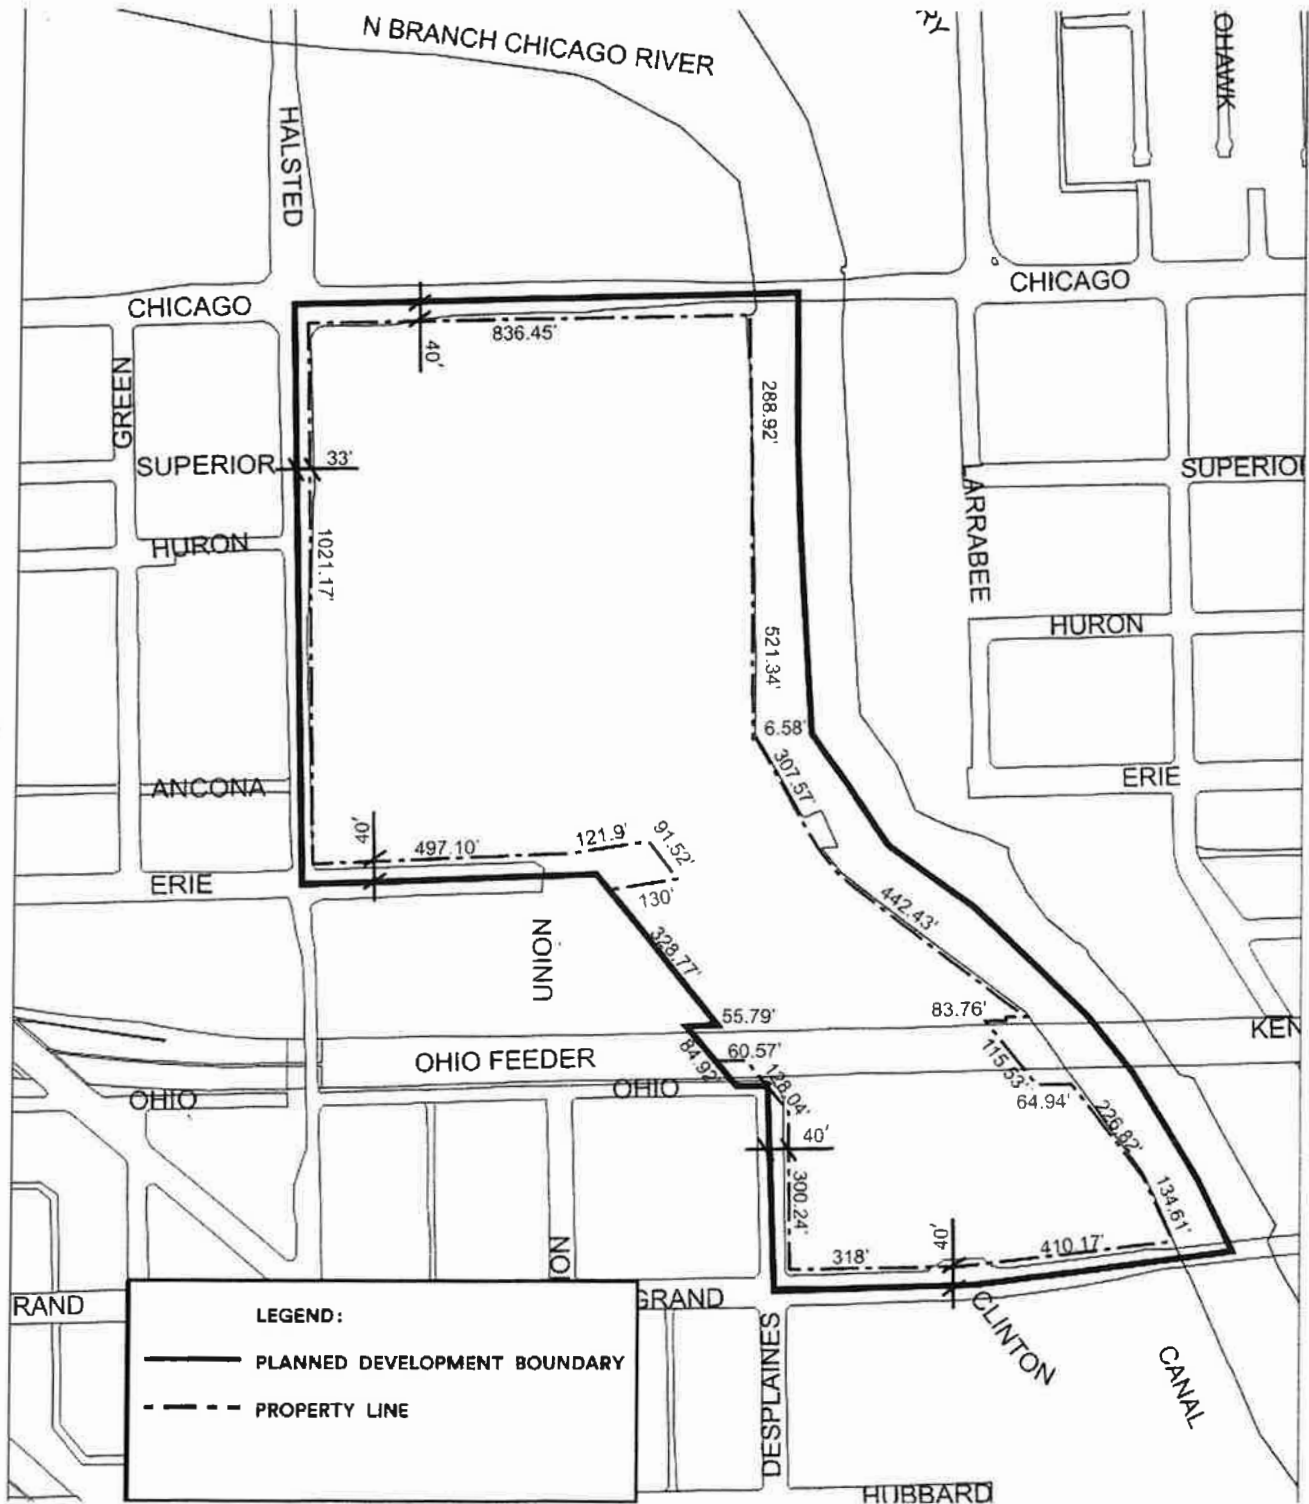 N BRANCH CHICAGO RIVER
OHAWK
HALSTED
CHICAGO
CHICAGO
836.45'
40'
GREEN
288.92'
SUPERIOR
33'
SUPERIOR
LARRABEE
HURON
1021.17'
HURON
521.34'
6.58'
307.57'
ANCONA
ERIE
40'
497.10'
121.9'
91.52'
ERIE
130'
442.43'
UNION
328.77'
55.79'
83.76'
KEN
OHIO FEEDER
84.92'
60.57'
128.04'
115.53'
OHIO
OHIO
64.94'
226.82'
40'
300.24'
134.61'
318'
40'
410.17'
ION
RAND
GRAND
CLINTON
DESPLAINES
CANAL
HUBBARD
LEGEND:
PLANNED DEVELOPMENT BOUNDARY
PROPERTY LINE